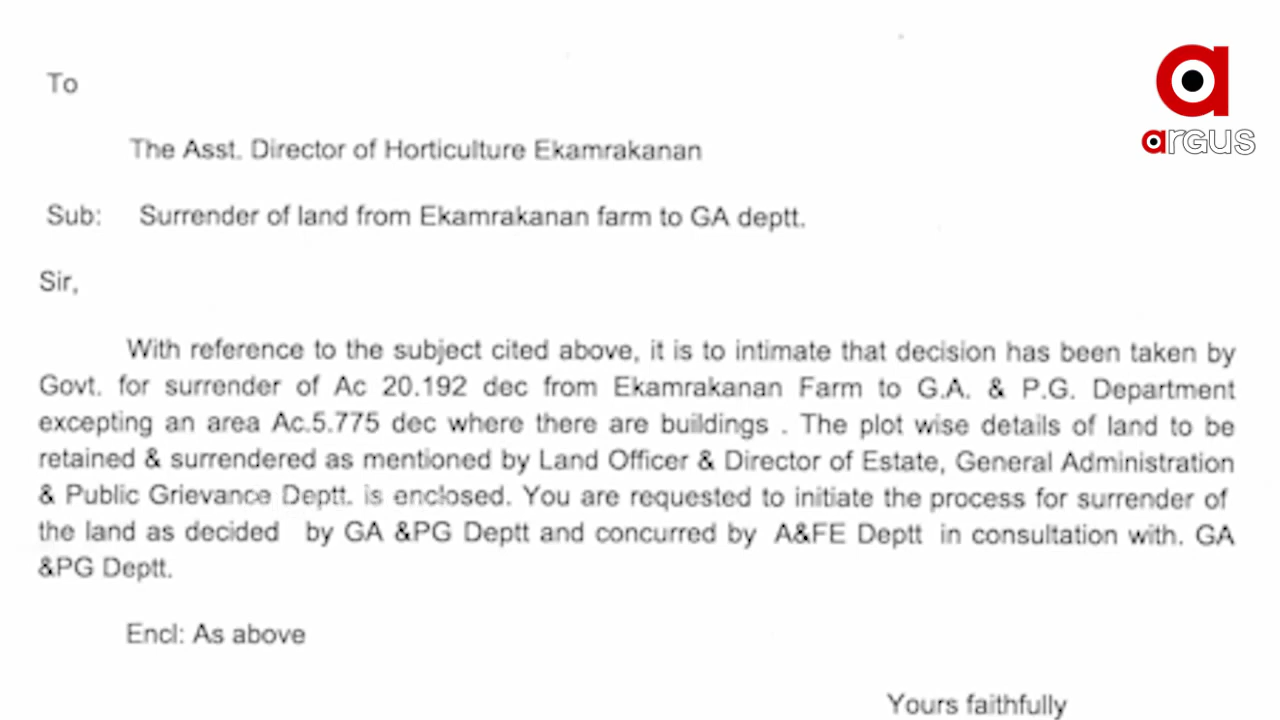 argus
To
The Asst. Director of Horticulture Ekamrakanan
Sub: Surrender of land from Ekamrakanan farm to GA deptt.
Sir,
With reference to the subject cited above, it is to intimate that decision has been taken by
Govt. for surrender of Ac 20.192 dec from Ekamrakanan Farm to G.A. & P.G. Department
excepting an area Ac.5.775 dec where there are buildings . The plot wise details of land to be
retained & surrendered as mentioned by Land Officer & Director of Estate, General Administration
& Public Grievance Deptt. is enclosed. You are requested to initiate the process for surrender of
the land as decided by GA &PG Deptt and concurred by A&FE Deptt in consultation with. GA
&PG Deptt.
Encl: As above
Yours faithfully